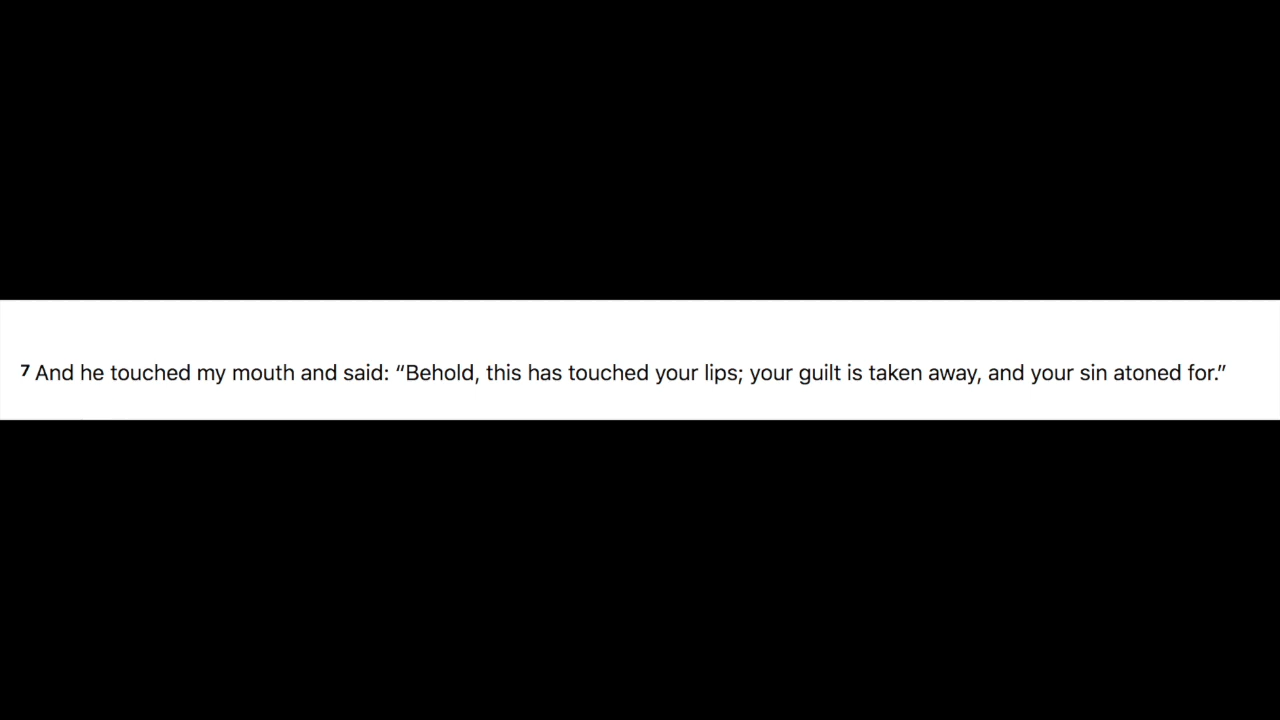 7 And he touched my mouth and said: “Behold, this has touched your lips; your guilt is taken away, and your sin atoned for.”